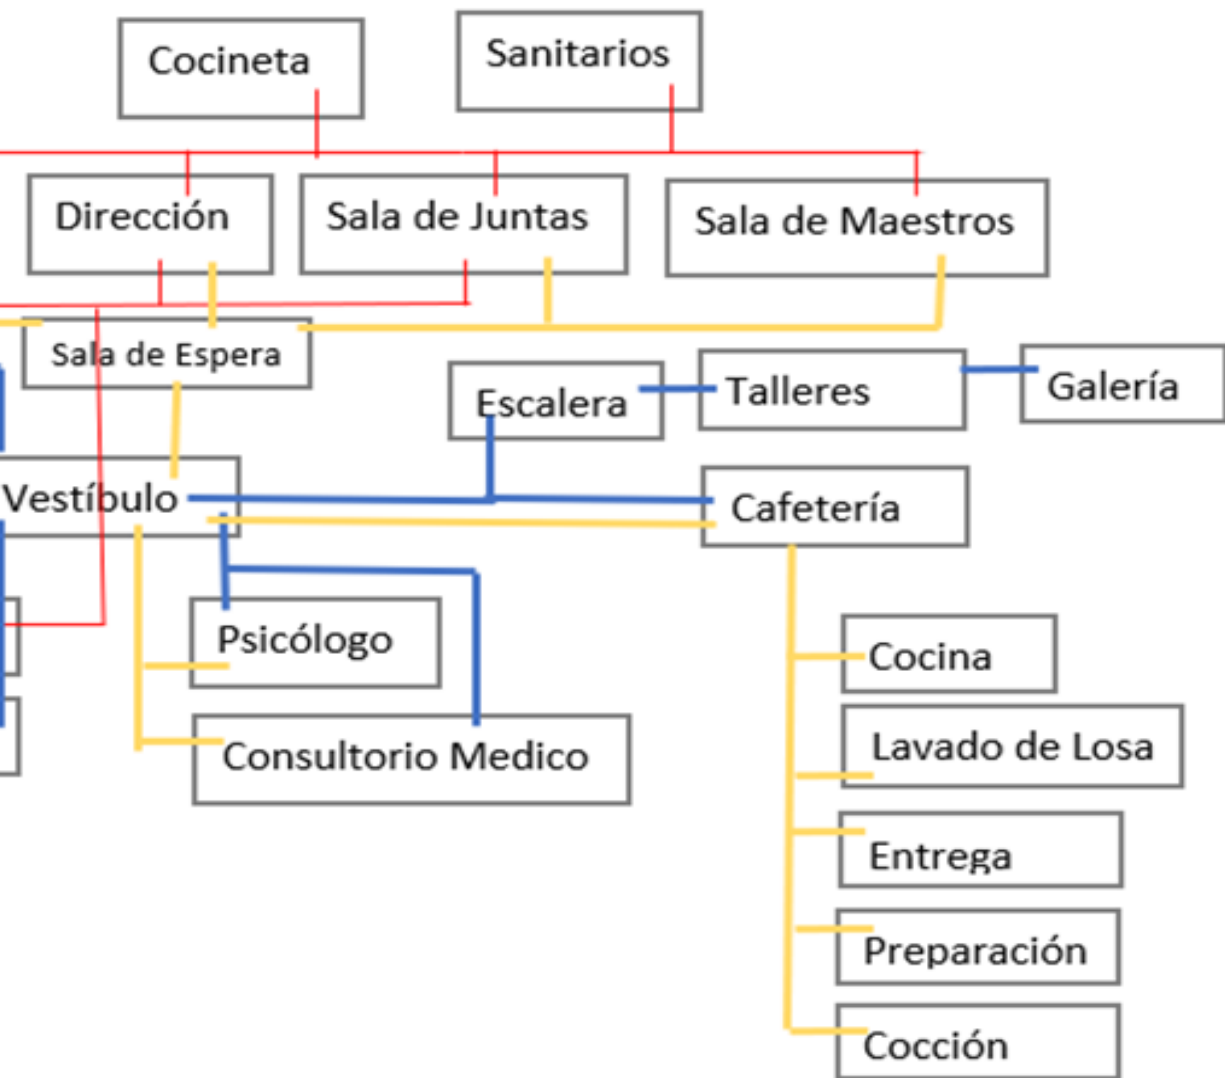 Cocineta
Sanitarios
Dirección
Sala de Juntas
Sala de Maestros
Sala de Espera
Escalera
Talleres
Galería
Vestíbulo
Cafetería
Psicólogo
Cocina
Consultorio Medico
Lavado de Losa
Entrega
Preparación
Cocción